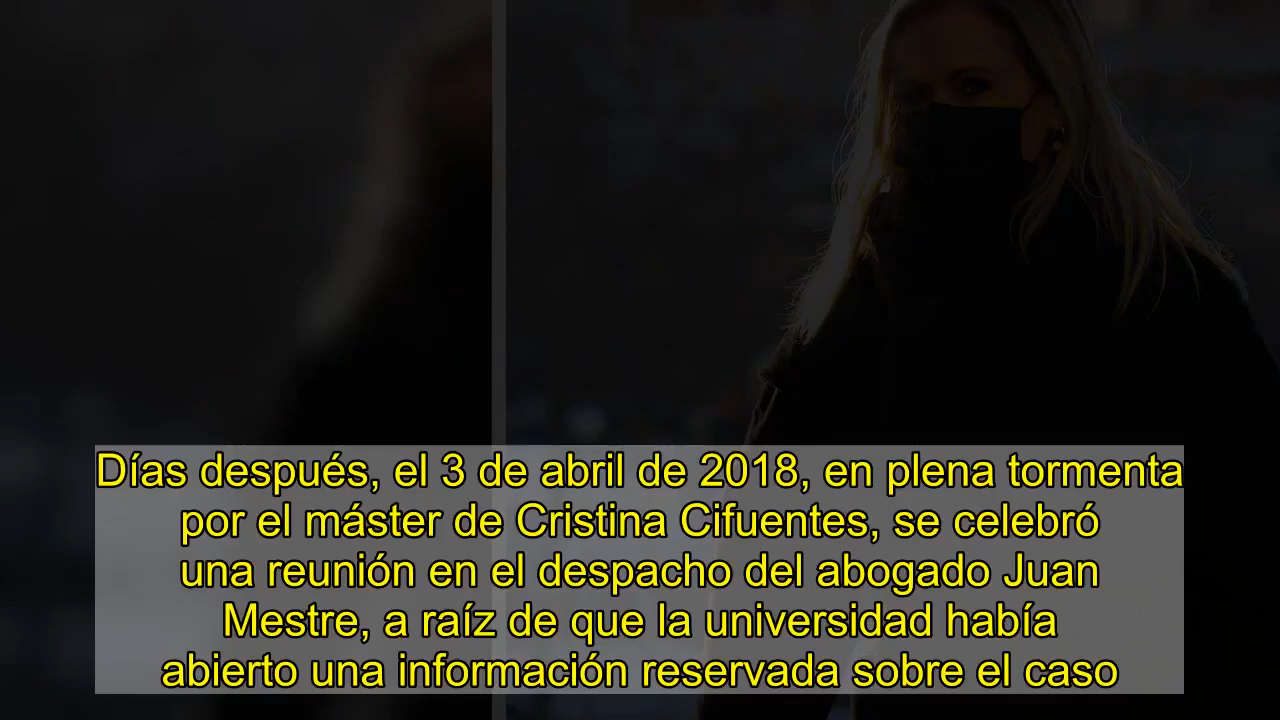 Días después, el 3 de abril de 2018, en plena tormenta
por el máster de Cristina Cifuentes, se celebró
una reunión en el despacho del abogado Juan
Mestre, a raíz de que la universidad había
abierto una información reservada sobre el caso